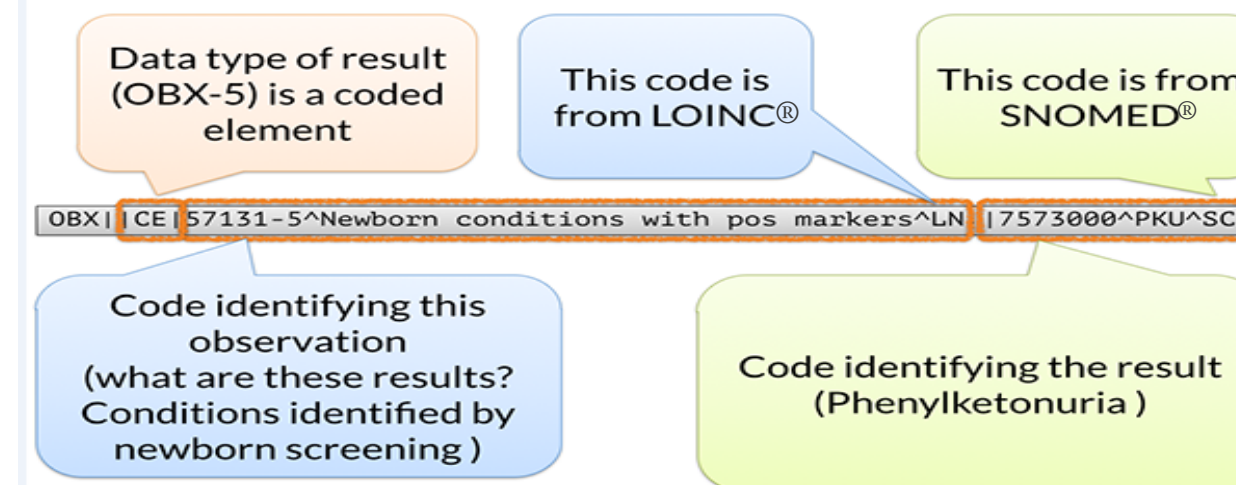 Data type of result
(OBX-5) is a coded
element
This code is
from LOINC®
This code is from
SNOMED®
OBX||CE|57131-5^Newborn conditions with pos markers^LN||7573000^PKU^SC
Code identifying this
observation
(what are these results?
Conditions identified by
newborn screening )
Code identifying the result
(Phenylketonuria )